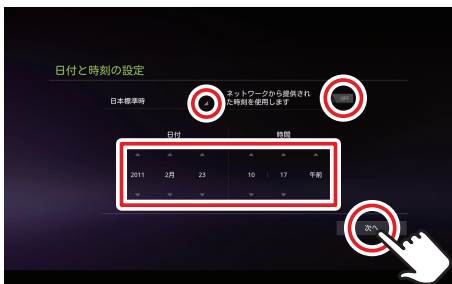 日付と時刻の設定
日本標準時
ネットワークから提供され
た時刻を使用します
OFF
日付 時間
2011 2月 23 10 : 17 午前
次へ